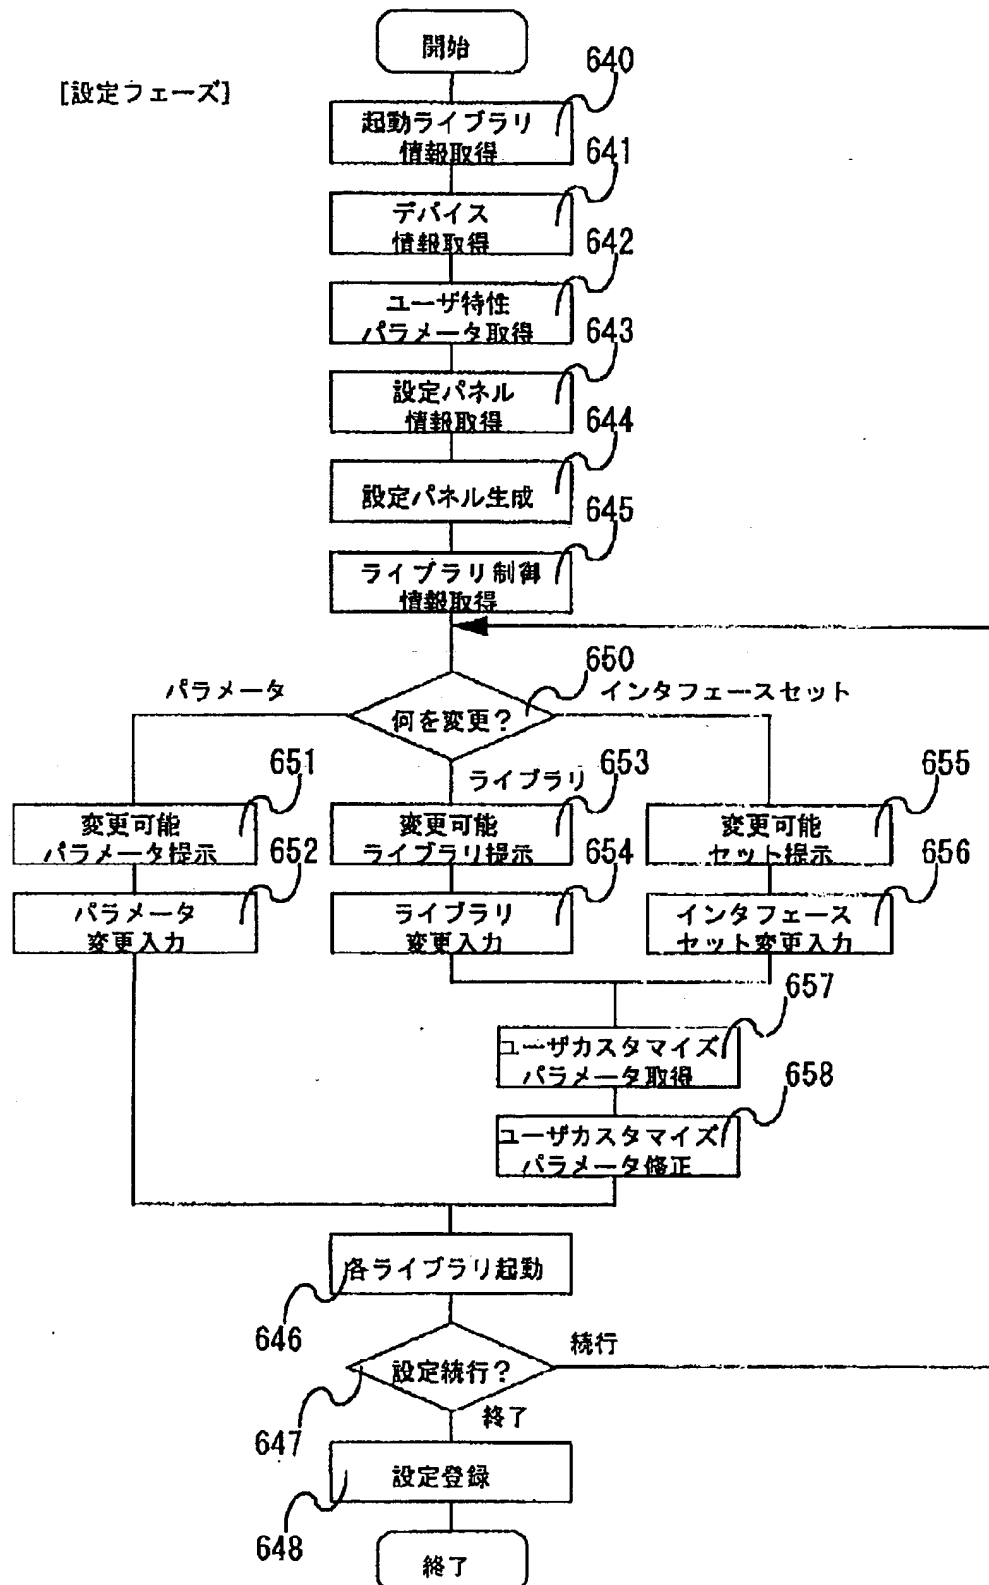 開始
[設定フェーズ]
640
起動ライブラリ
情報取得
641
デバイス
情報取得
642
ユーザ特性
パラメータ取得
643
設定パネル
情報取得
644
設定パネル生成
645
ライブラリ制御
情報取得
650
パラメータ
インタフェースセット
何を変更?
ライブラリ
651
変更可能
パラメータ提示
653
変更可能
ライブラリ提示
655
変更可能
セット提示
652
パラメータ
変更入力
654
ライブラリ
変更入力
656
インタフェース
セット変更入力
657
ユーザカスタマイズ
パラメータ取得
658
ユーザカスタマイズ
パラメータ修正
各ライブラリ起動
646
設定続行?
続行
647
終了
設定登録
648
終了